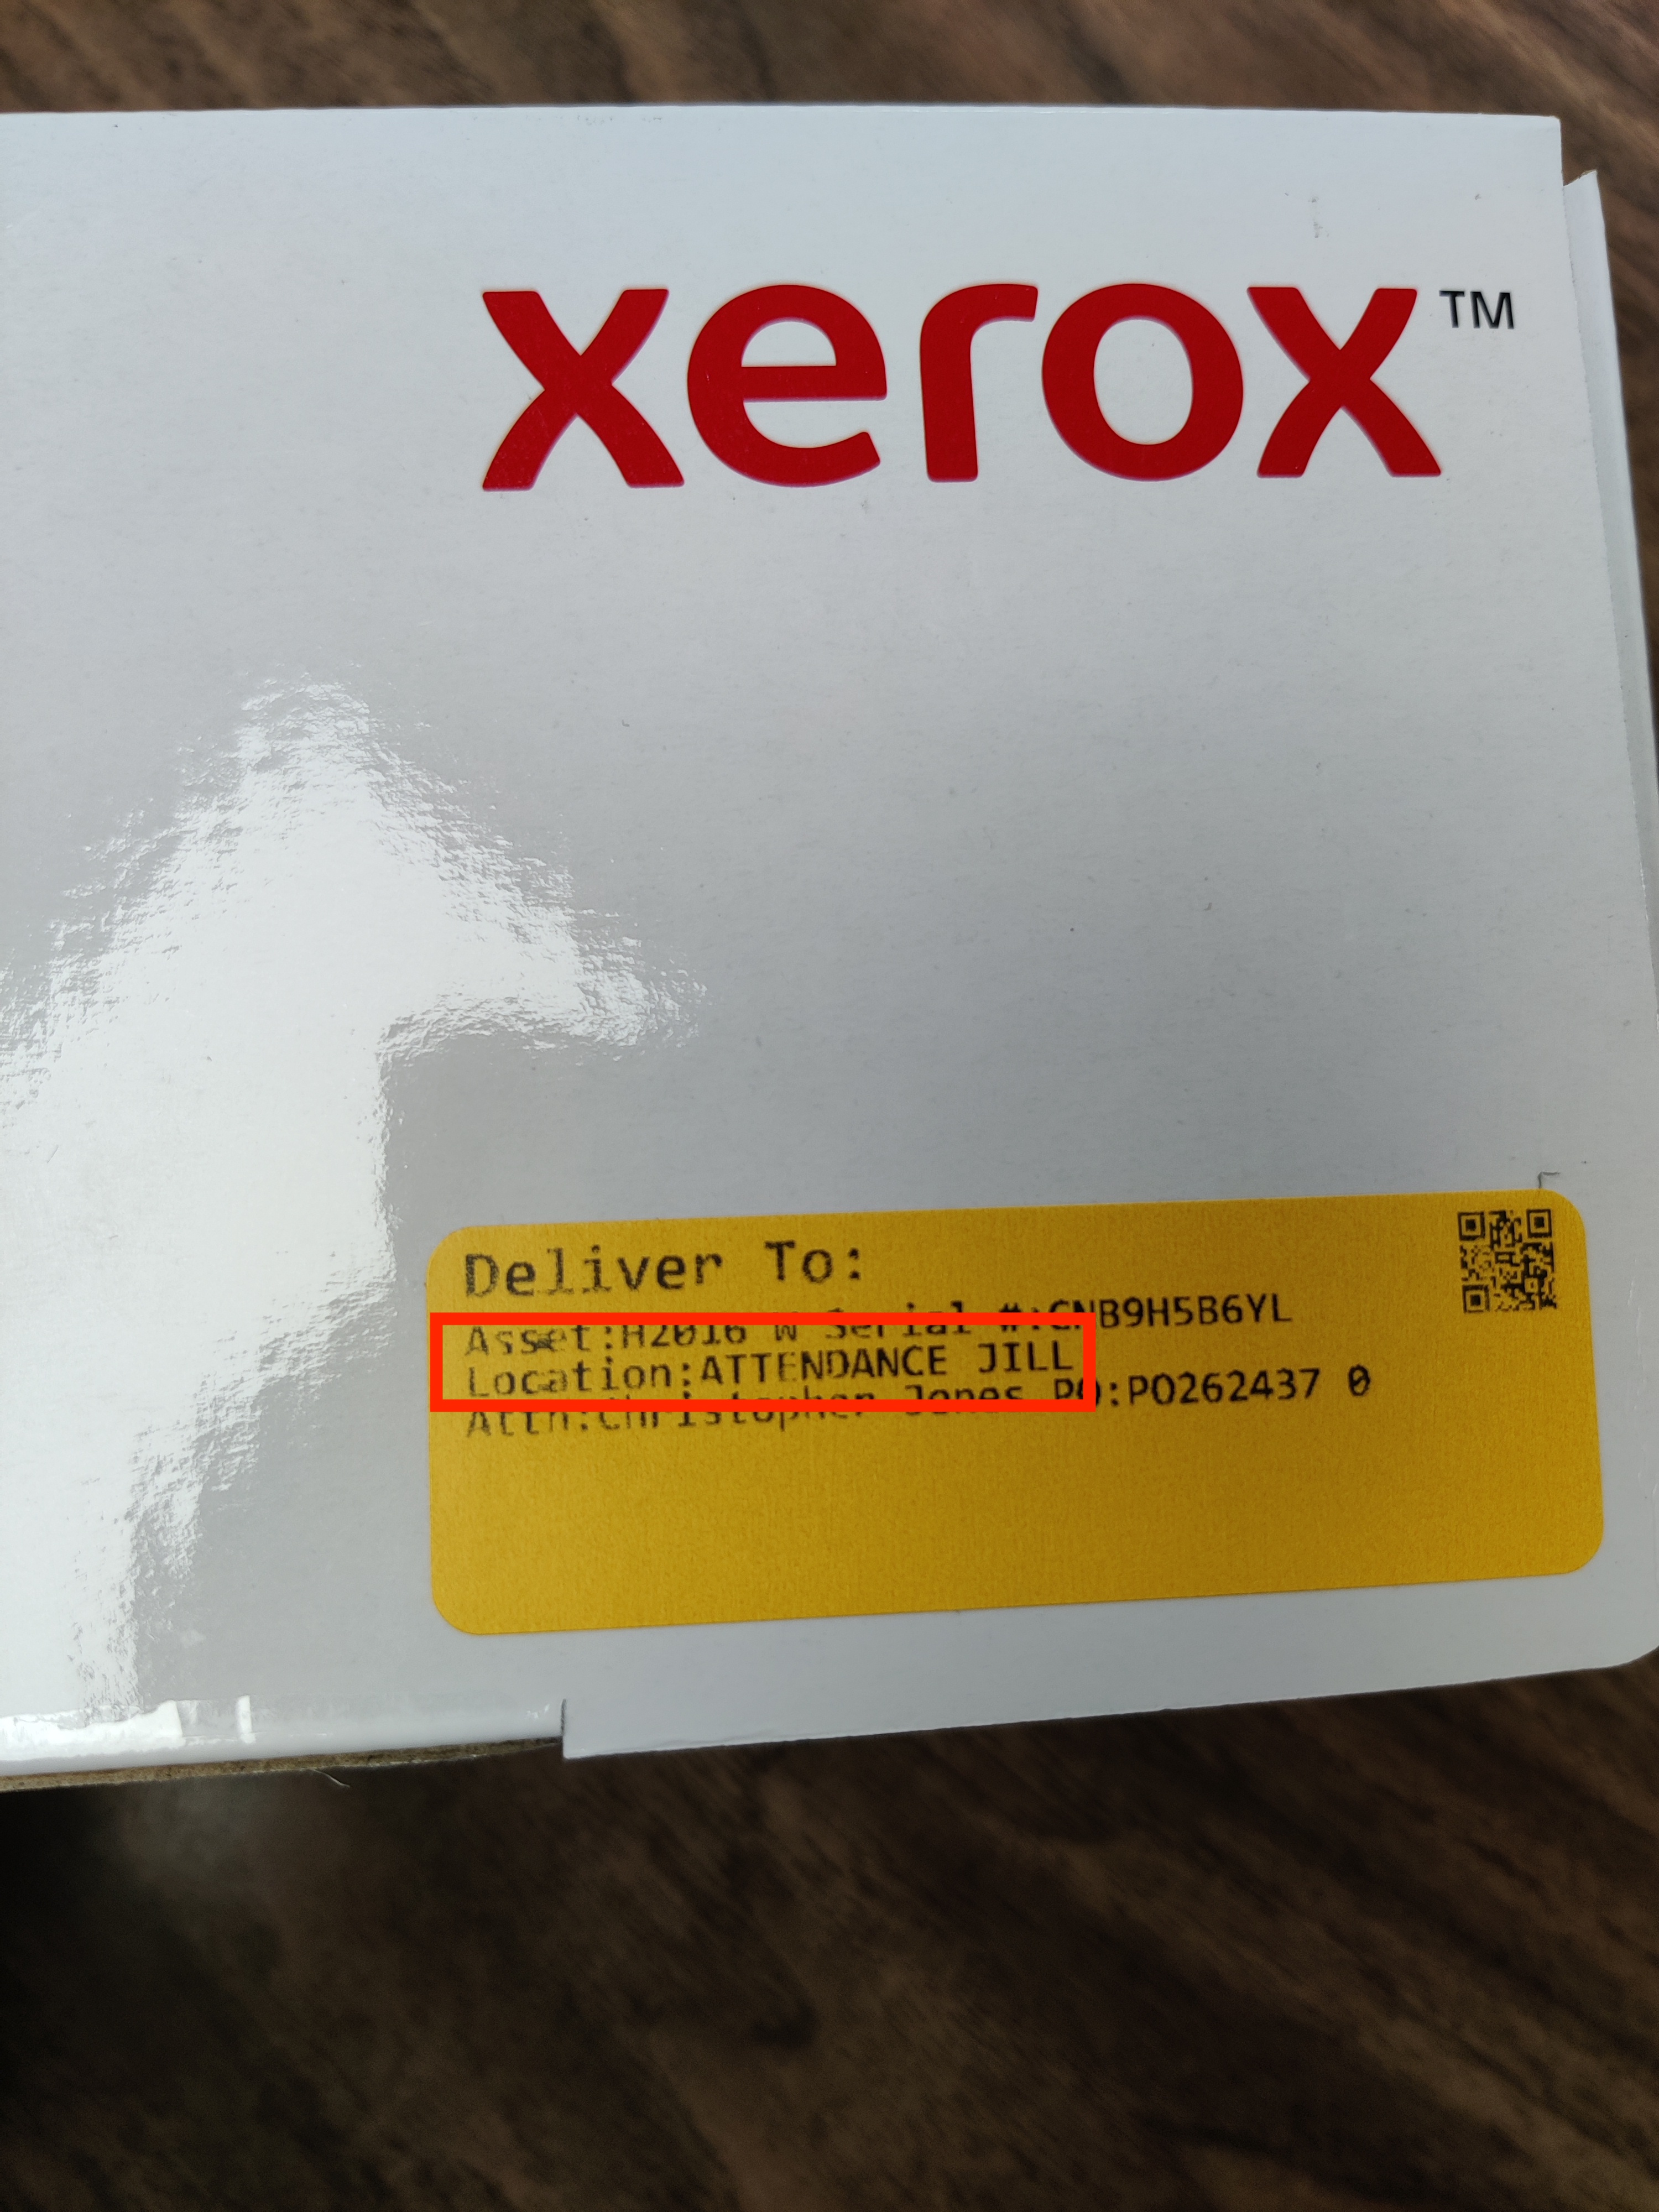 xerox™
Deliver To:
Asset:H2016 W Serial #:CNB9H5B6YL
Location:ATTENDANCE JILL
Attn:Christopher Jones PO:PO262437 0